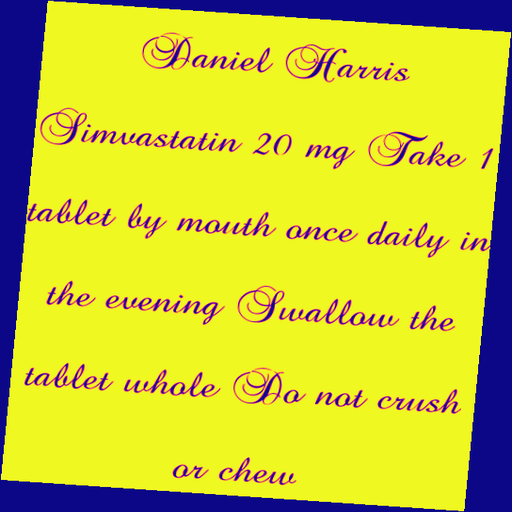 Daniel Harris
Simvastatin 20 mg Take 1
tablet by mouth once daily in
the evening Swallow the
tablet whole Do not crush
or chew